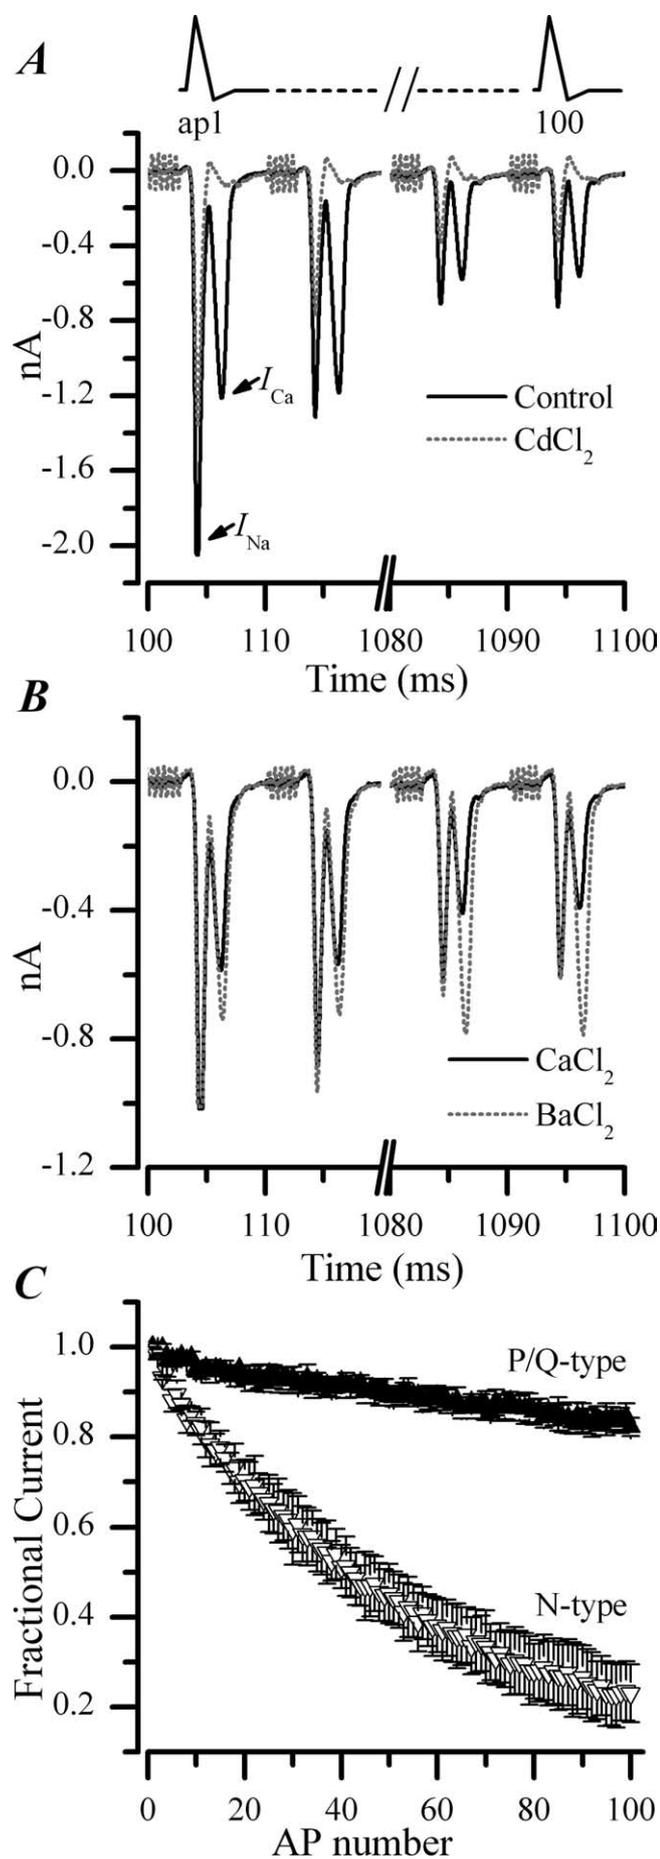 A
ap1
100
0.0
-0.4
-0.8
-1.2
-1.6
-2.0
nA
I_Ca
I_Na
Control
CdCl₂
100
110
1080
1090
1100
Time (ms)
B
0.0
-0.4
-0.8
-1.2
nA
CaCl₂
BaCl₂
100
110
1080
1090
1100
Time (ms)
C
1.0
0.8
0.6
0.4
0.2
Fractional Current
P/Q-type
N-type
0
20
40
60
80
100
AP number